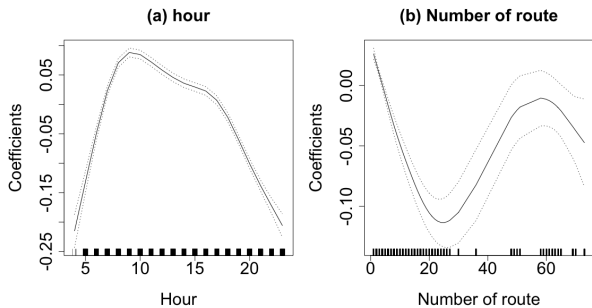 (a) hour
Coefficients
0.05
-0.05
-0.15
-0.25
5
10
15
20
Hour
(b) Number of route
Coefficients
0.00
-0.05
-0.10
0
20
40
60
Number of route